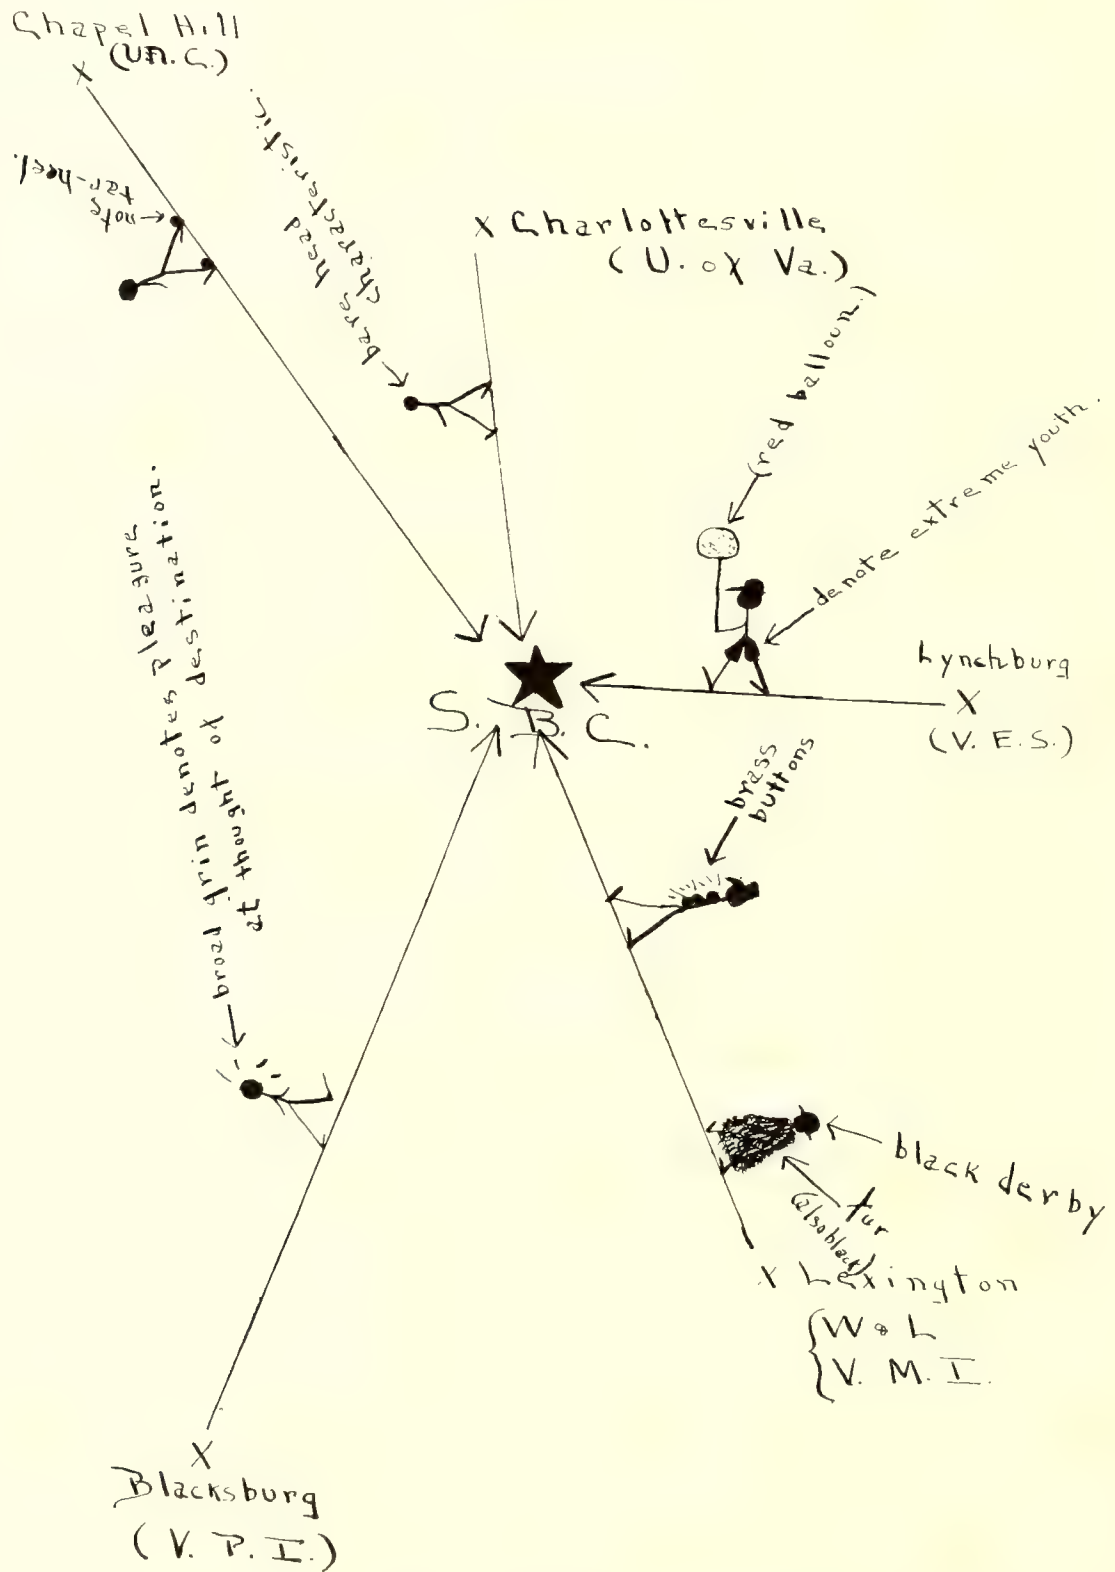 Chapel Hill
(U.N.C.)
note
tar-heel.
bare head
characteristic.
X Charlottesville
(U. of Va.)
(red balloun.)
denote extreme youth.
Lynchburg
X
(V. E. S.)
S. B. C.
brass
buttons
broad grin denotes pleasure
at thought of destination.
black derby
fur
(also black)
X Lexington
W & L
V. M. I.
X
Blacksburg
(V. P. I.)